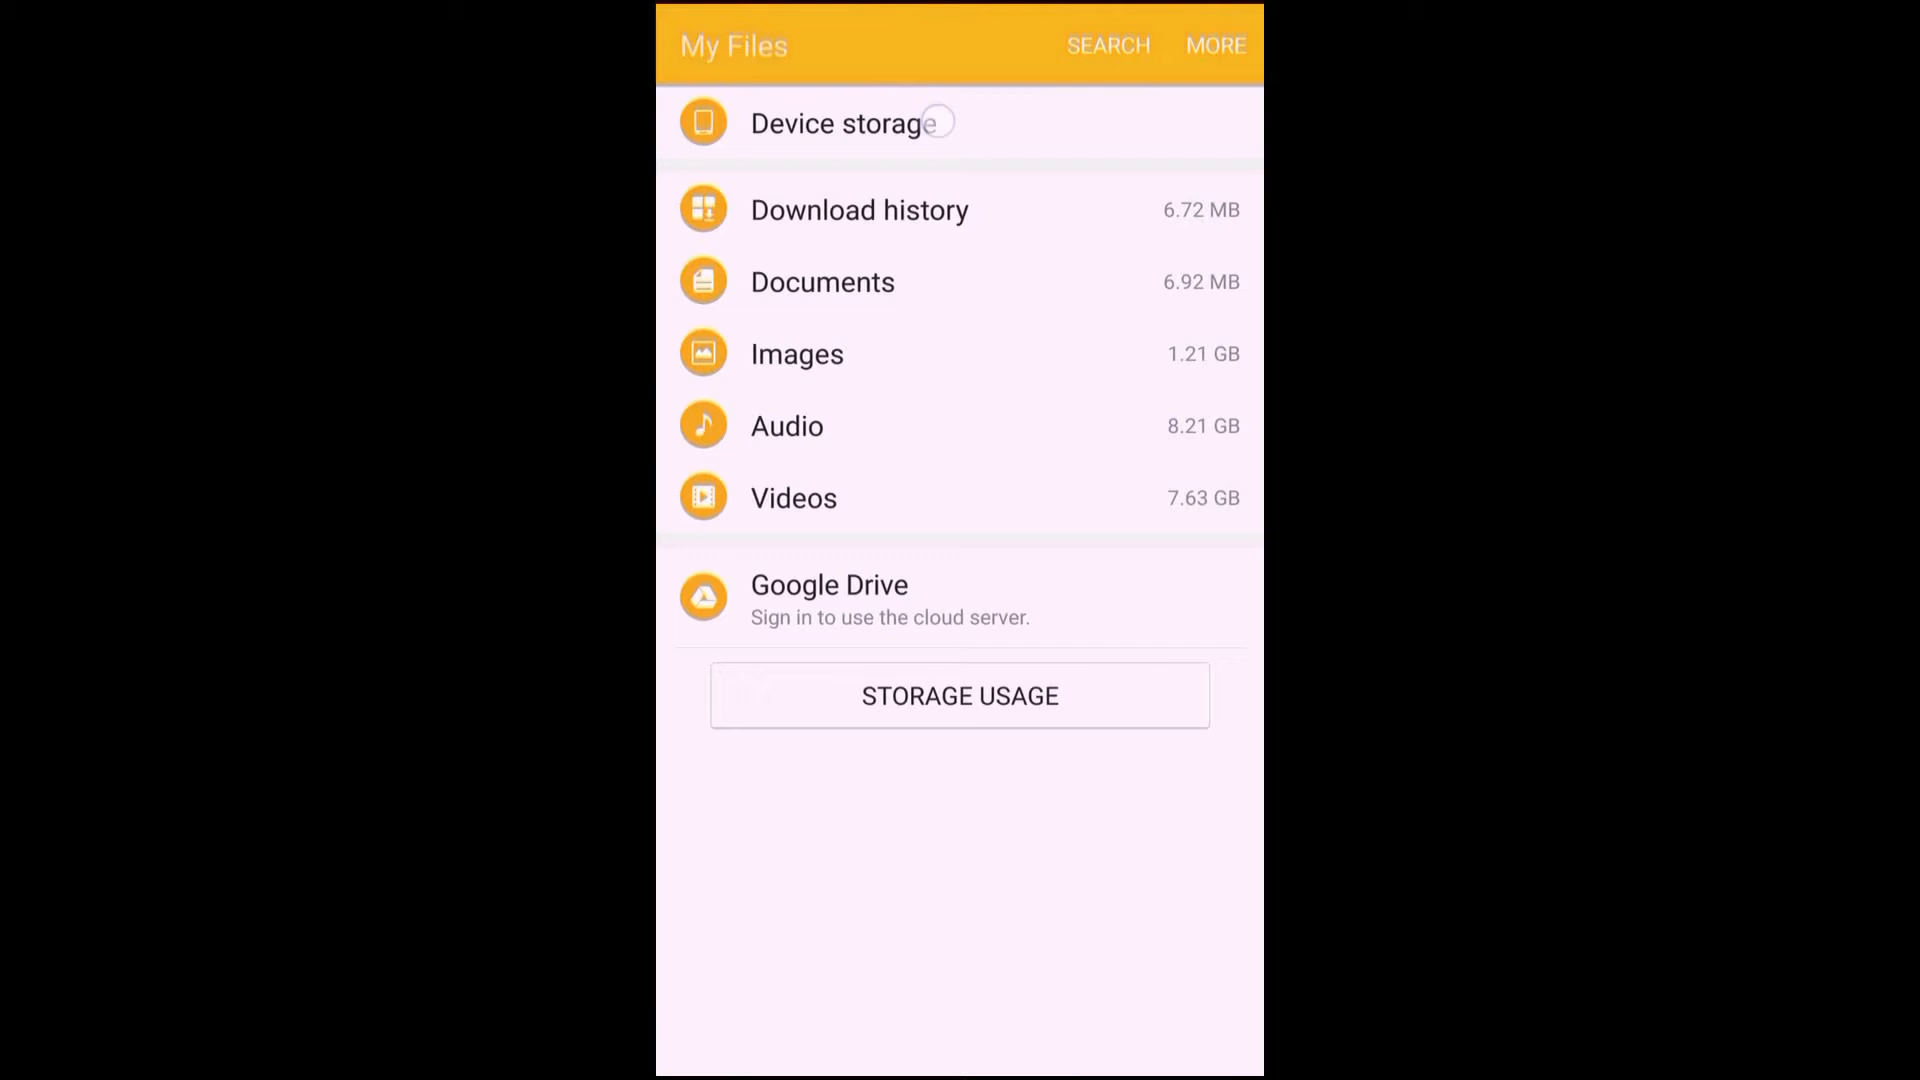 My Files
SEARCH
MORE
Device storage
Download history
6.72 MB
Documents
6.92 MB
Images
1.21 GB
Audio
8.21 GB
Videos
7.63 GB
Google Drive
Sign in to use the cloud server.
STORAGE USAGE